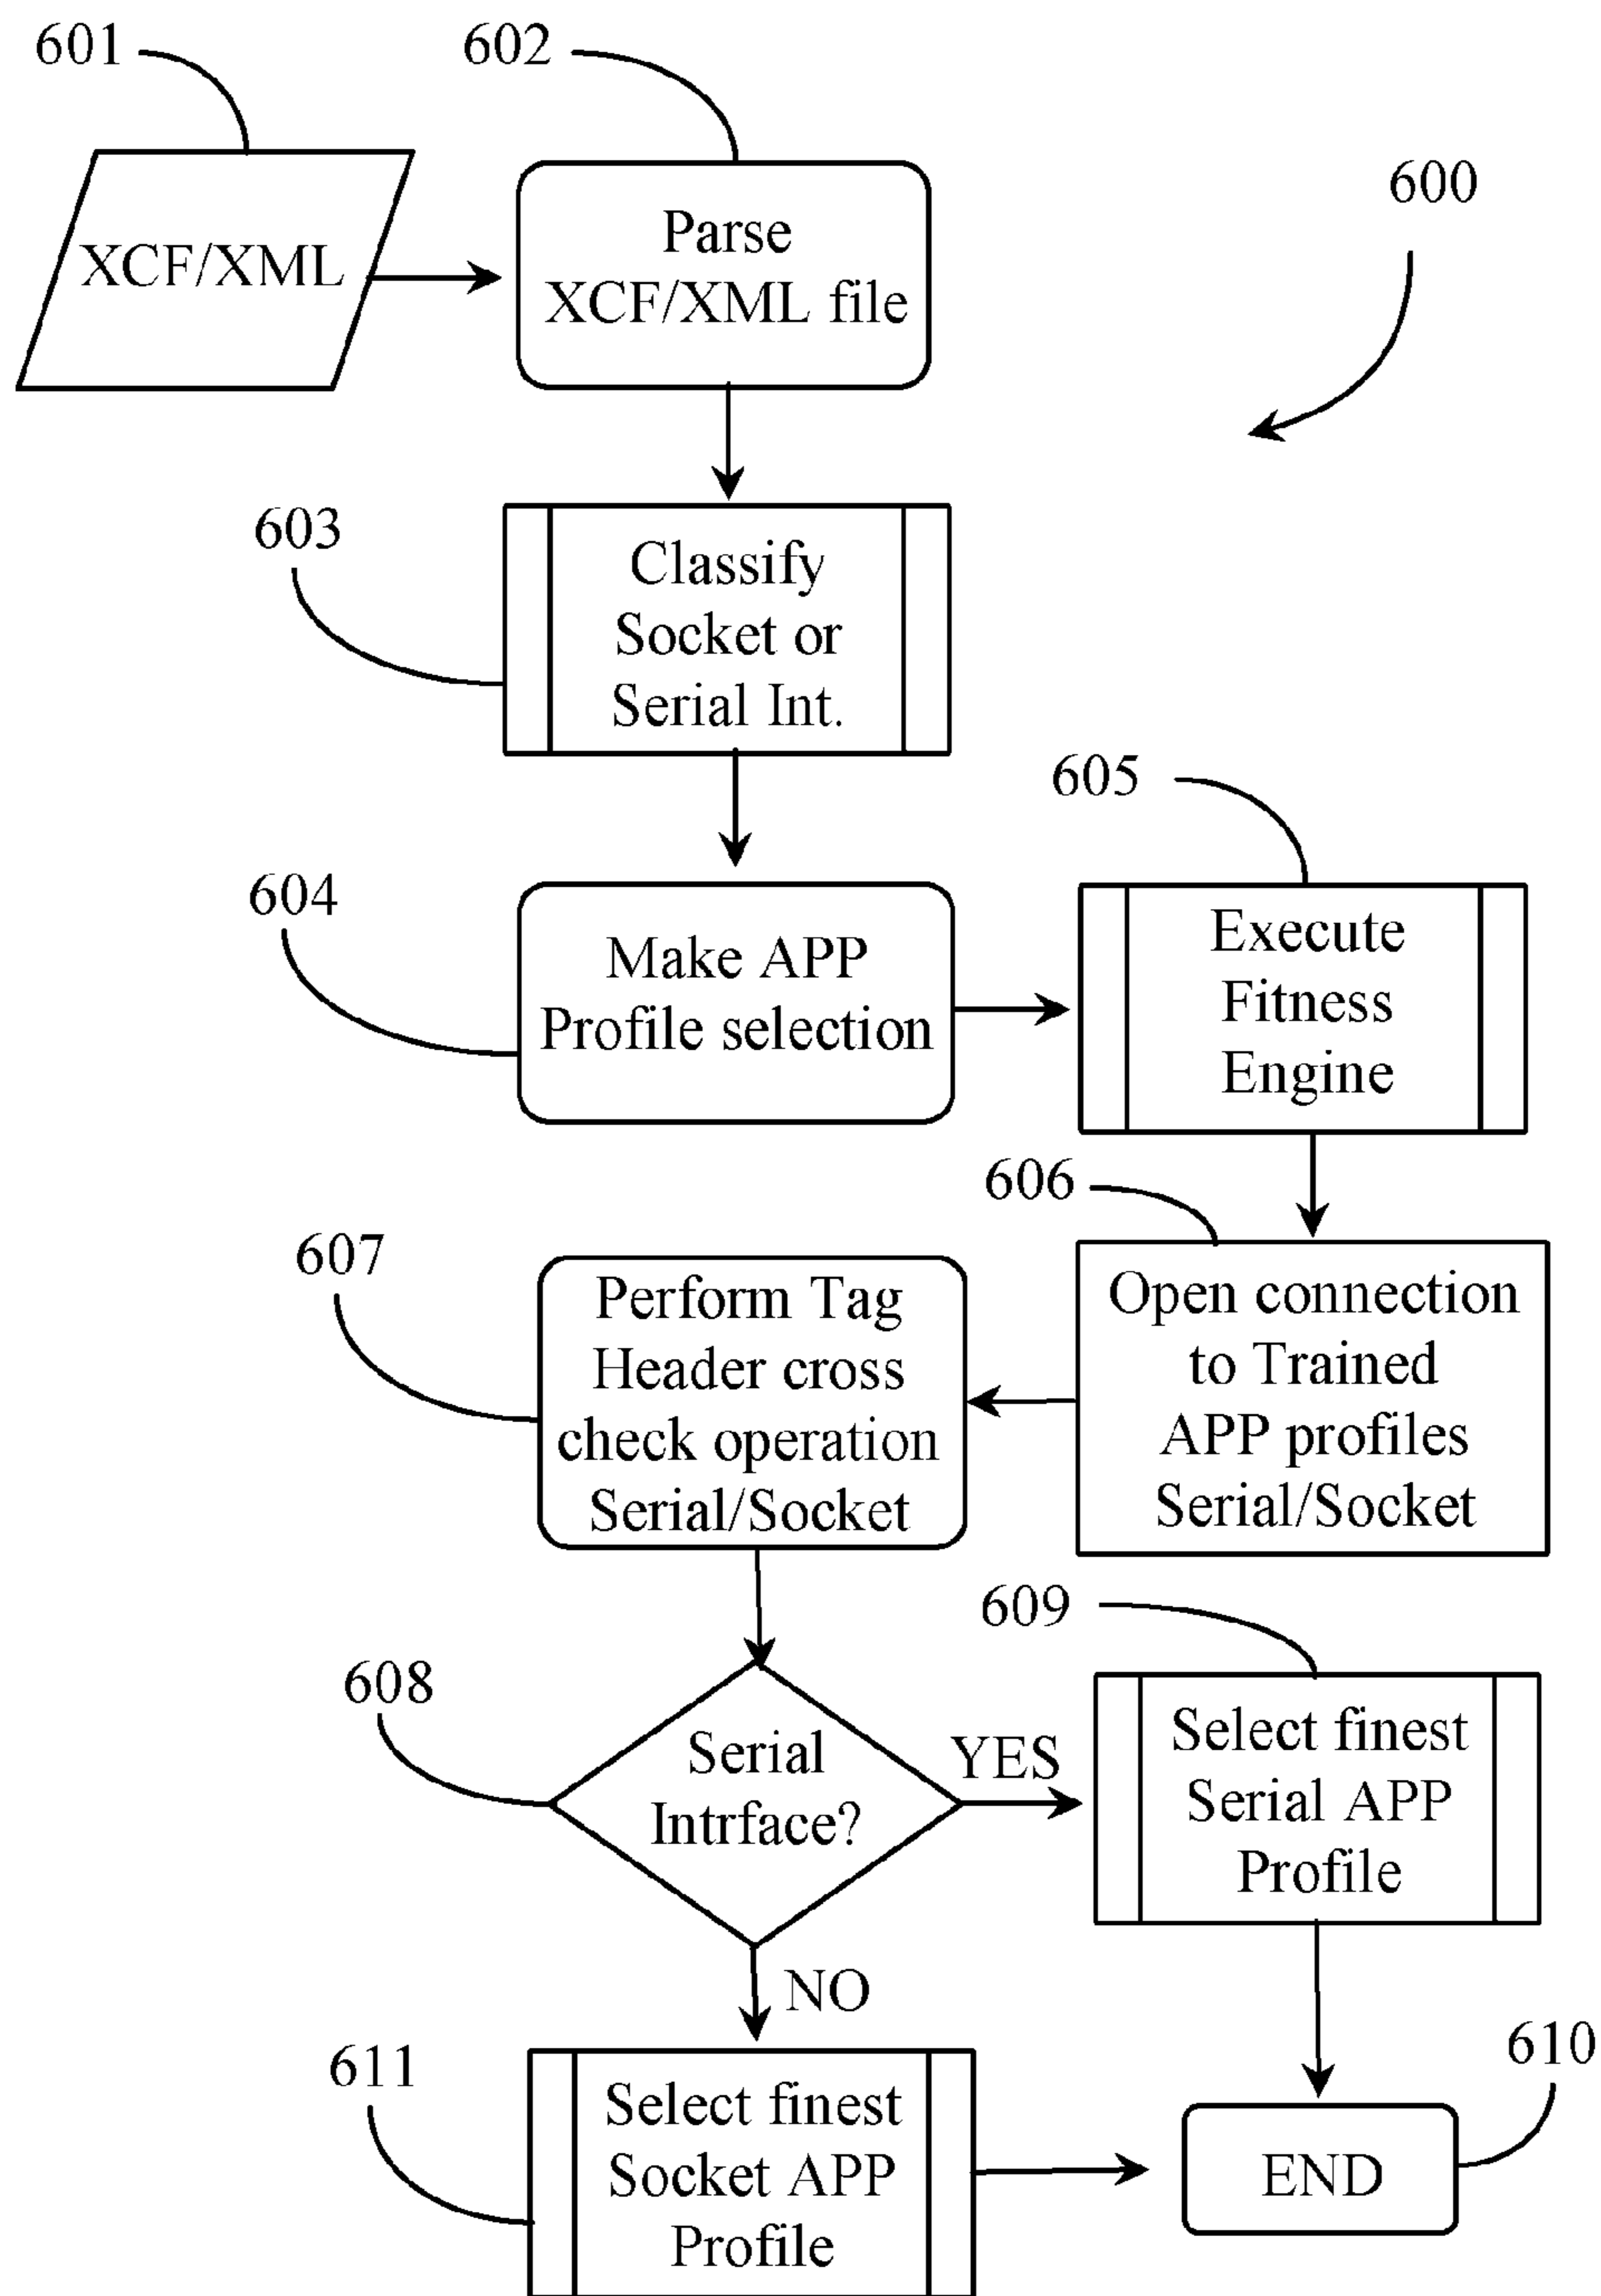 601
602
600
XCF/XML
Parse
XCF/XML file
603
Classify
Socket or
Serial Int.
604
Make APP
Profile selection
605
Execute
Fitness
Engine
606
Open connection
to Trained
APP profiles
Serial/Socket
607
Perform Tag
Header cross
check operation
Serial/Socket
608
Serial
Intrface?
YES
609
Select finest
Serial APP
Profile
NO
611
Select finest
Socket APP
Profile
610
END